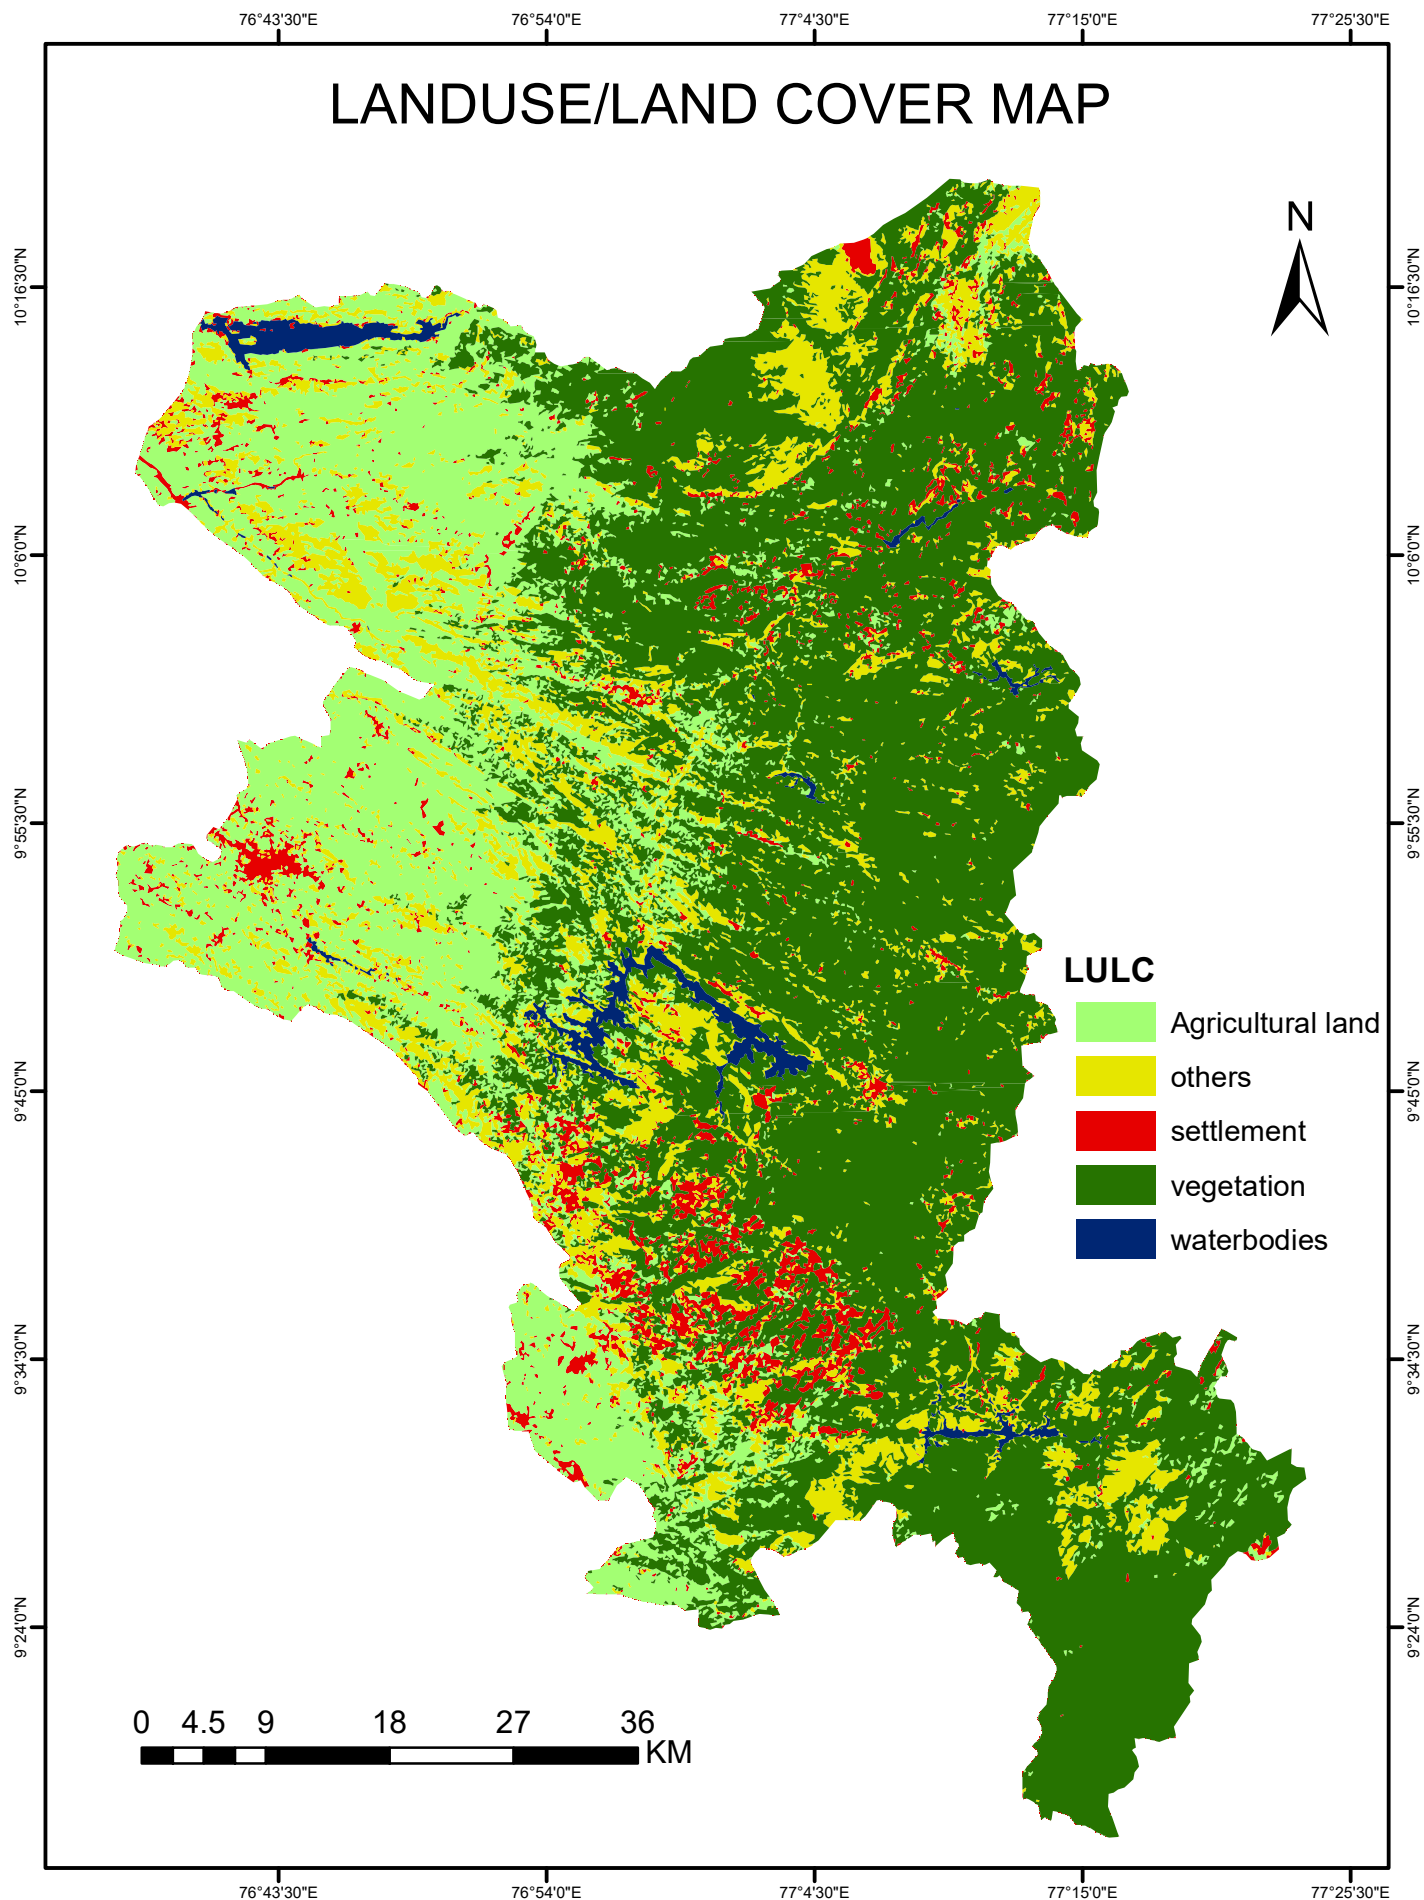 76°43'30"E 76°54'0"E 77°4'30"E 77°15'0"E 77°25'30"E
LANDUSE/LAND COVER MAP
N
10°16'30"N 10°16'30"N
10°6'0"N 10°6'0"N
9°55'30"N 9°55'30"N
LULC
Agricultural land
others
9°45'0"N 9°45'0"N
settlement
vegetation
waterbodies
9°34'30"N 9°34'30"N
9°24'0"N 9°24'0"N
0 4.5 9 18 27 36
KM
76°43'30"E 76°54'0"E 77°4'30"E 77°15'0"E 77°25'30"E